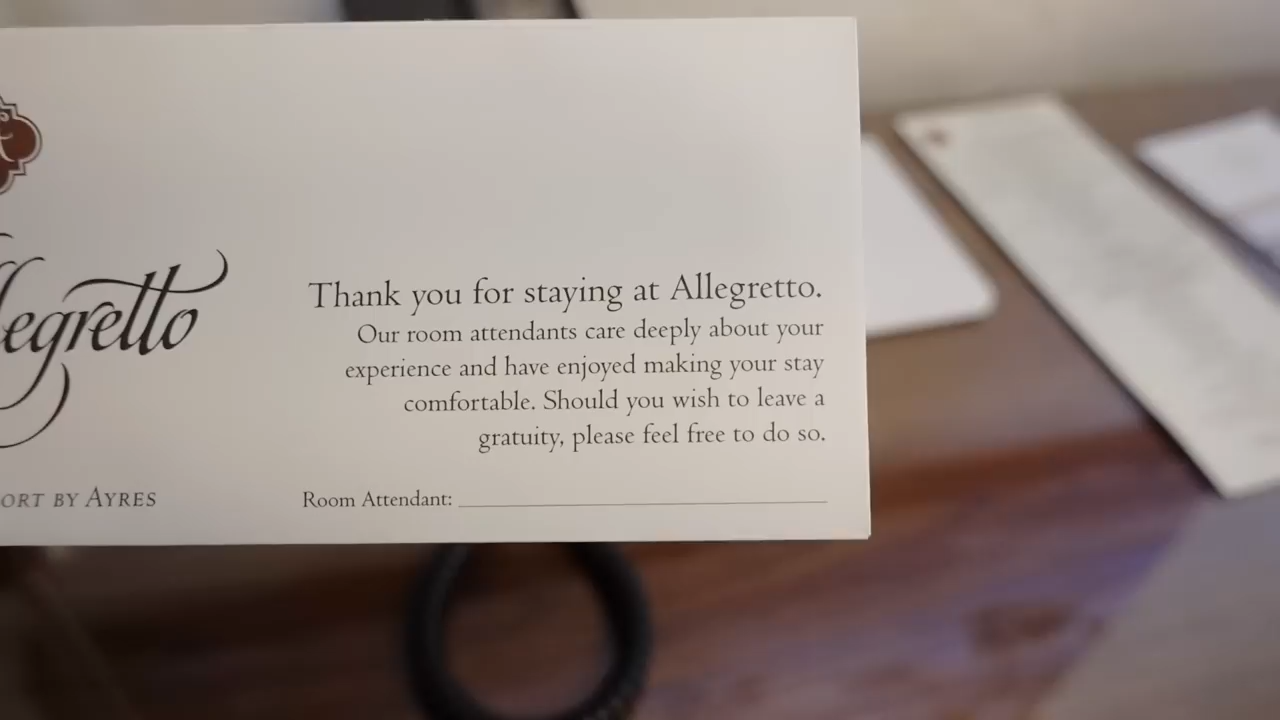 egretto
ORT BY AYRES
Thank you for staying at Allegretto.
Our room attendants care deeply about your
experience and have enjoyed making your stay
comfortable. Should you wish to leave a
gratuity, please feel free to do so.
Room Attendant: